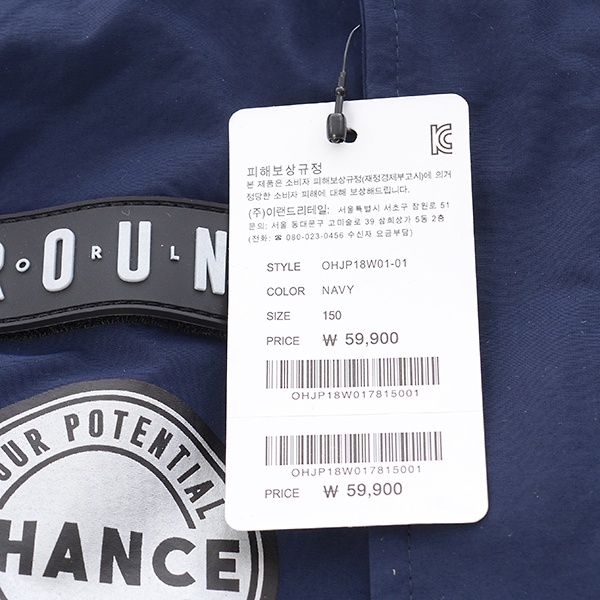 피해보상규정
본 제품은 소비자 피해보상규정(재정경제부고시)에 의거
정당한 소비자 피해에 대해 보상해드립니다.
(주)이랜드리테일; 서울특별시 서초구 잠원로 51
문의: 서울 동대문구 고미술로 39 삼희상가 5동 2층
(전화: ☎ 080-023-0456 수신자 요금부담)
STYLE OHJP18W01-01
COLOR NAVY
SIZE 150
PRICE ₩ 59,900
OHJP18W017815001
OHJP18W017815001
PRICE ₩ 59,900
ROUN
ORL
OUR POTENTIAL
HANCE